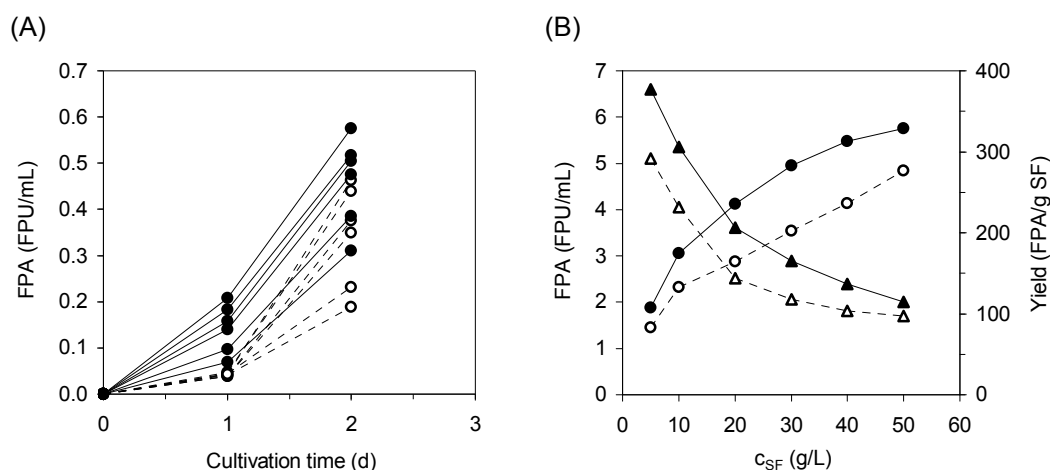 (A)
0.7
0.6
0.5
0.4
0.3
0.2
0.1
0.0
FPA (FPU/mL)
0 1 2 3
Cultivation time (d)
(B)
7
6
5
4
3
2
1
0
FPA (FPU/mL)
400
300
200
100
0
Yield (FPA/g SF)
0 10 20 30 40 50 60
cSF (g/L)